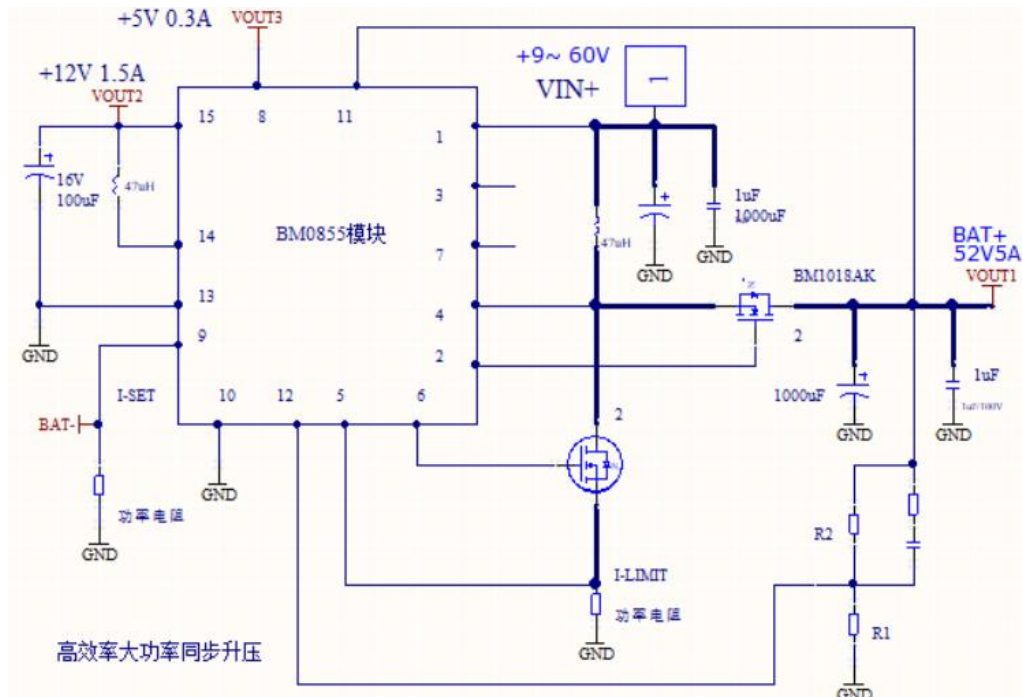 +5V 0.3A
VOUT3
+9~ 60V
VIN+
1
+12V 1.5A
VOUT2
15
8
11
1
16V
100uF
47uH
3
1uF
1000uF
14
BM0855模块
7
47uH
GND
GND
BAT+
52V5A
VOUT1
BM1018AK
13
4
2
GND
9
2
1000uF
1uF
1uF/100V
I-SET
10
12
5
6
2
GND
GND
BAT-
GND
功率电阻
GND
R2
I-LIMIT
功率电阻
GND
R1
高效率大功率同步升压
GND